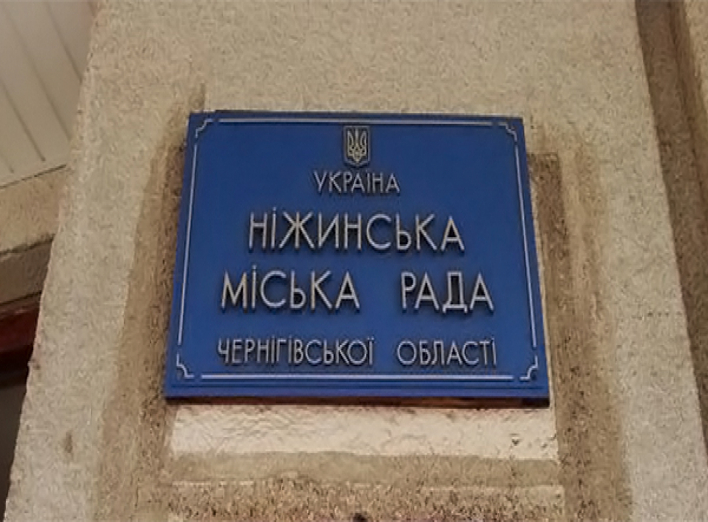 УКРАЇНА
НІЖИНСЬКА
МІСЬКА РАДА
ЧЕРНІГІВСЬКОЇ ОБЛАСТІ